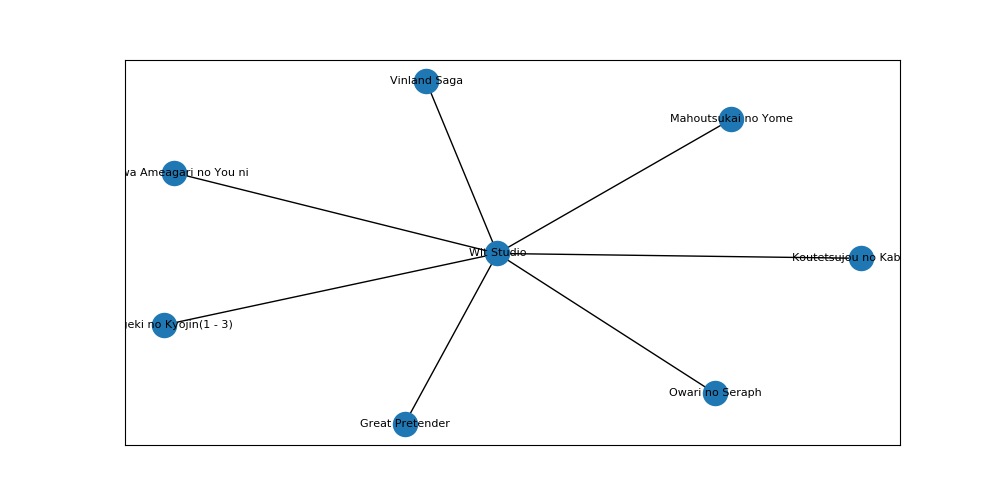 Vinland Saga
Mahoutsukai no Yome
wa Ameagari no You ni
Wit Studio
Koutetsujou no Kab
geki no Kyojin(1 - 3)
Owari no Seraph
Great Pretender